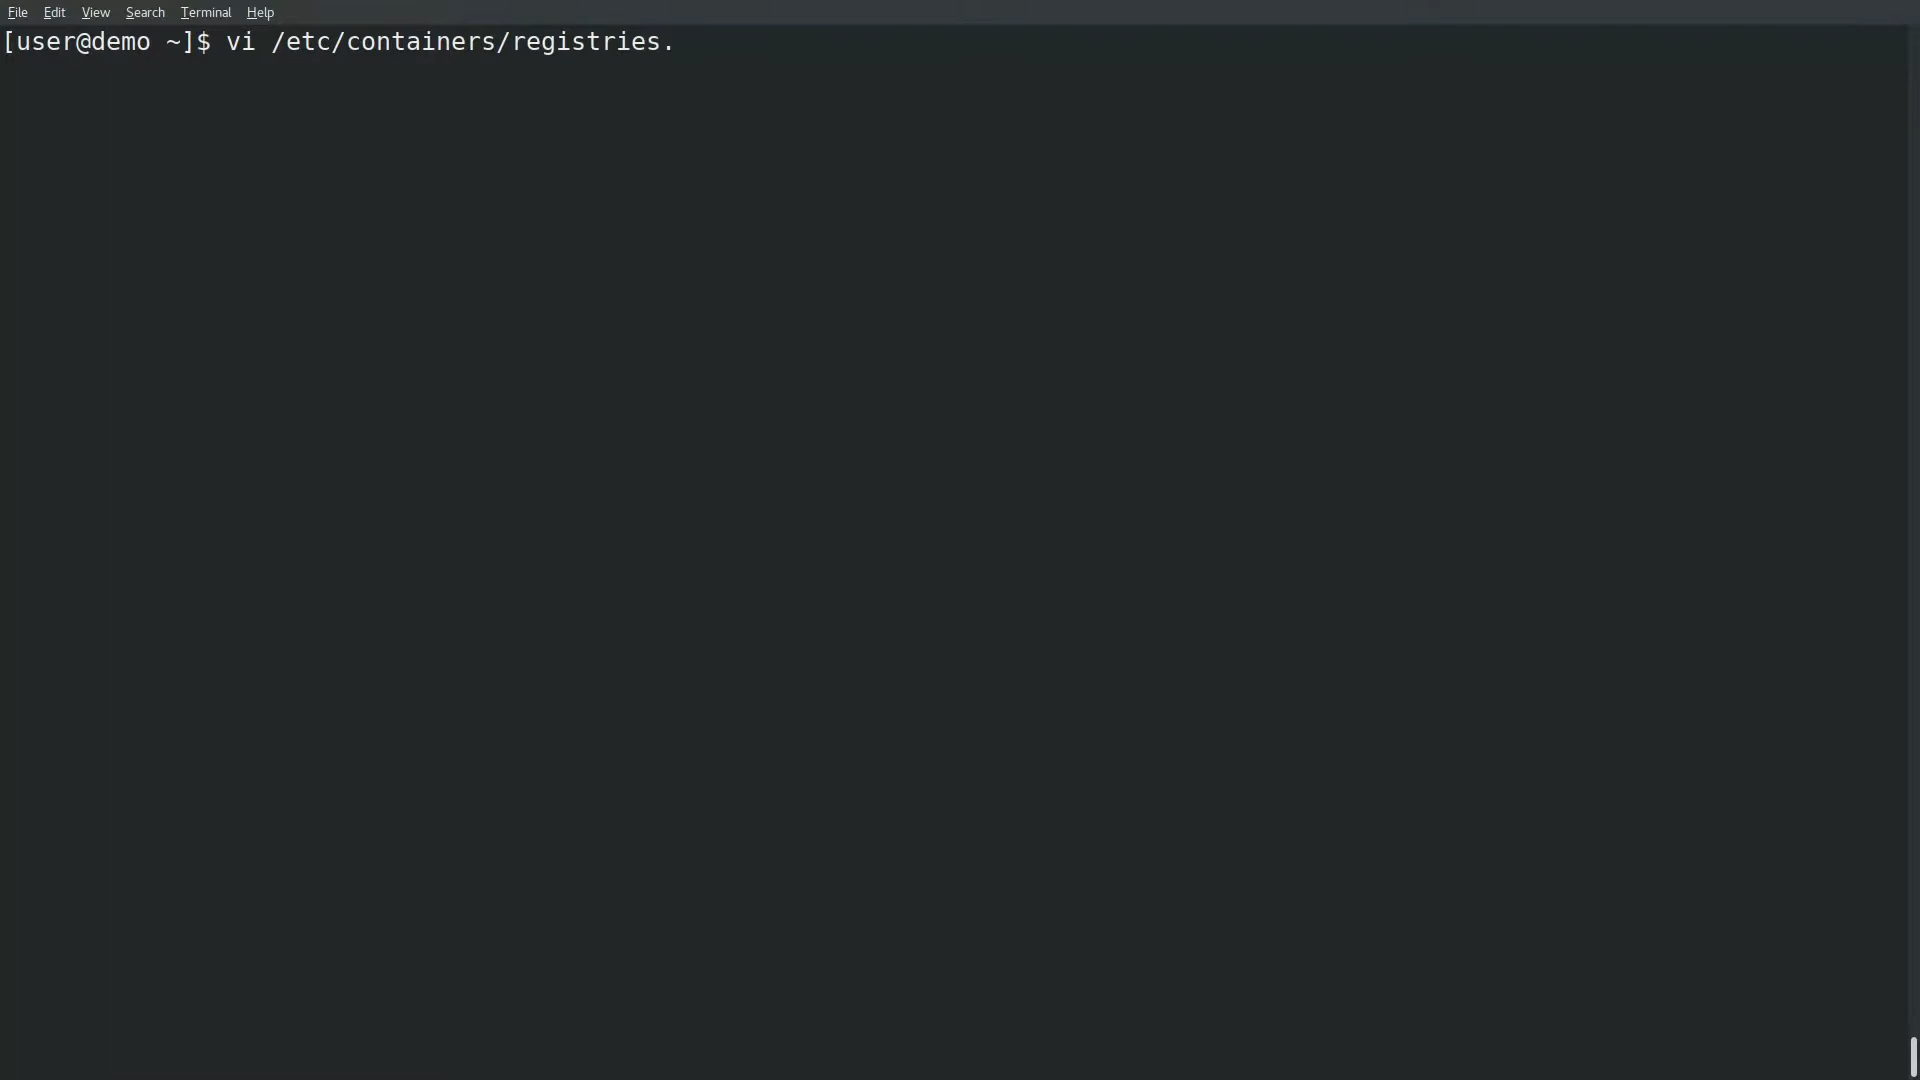 File Edit View Search Terminal Help
[user@demo ~]$ vi /etc/containers/registries.